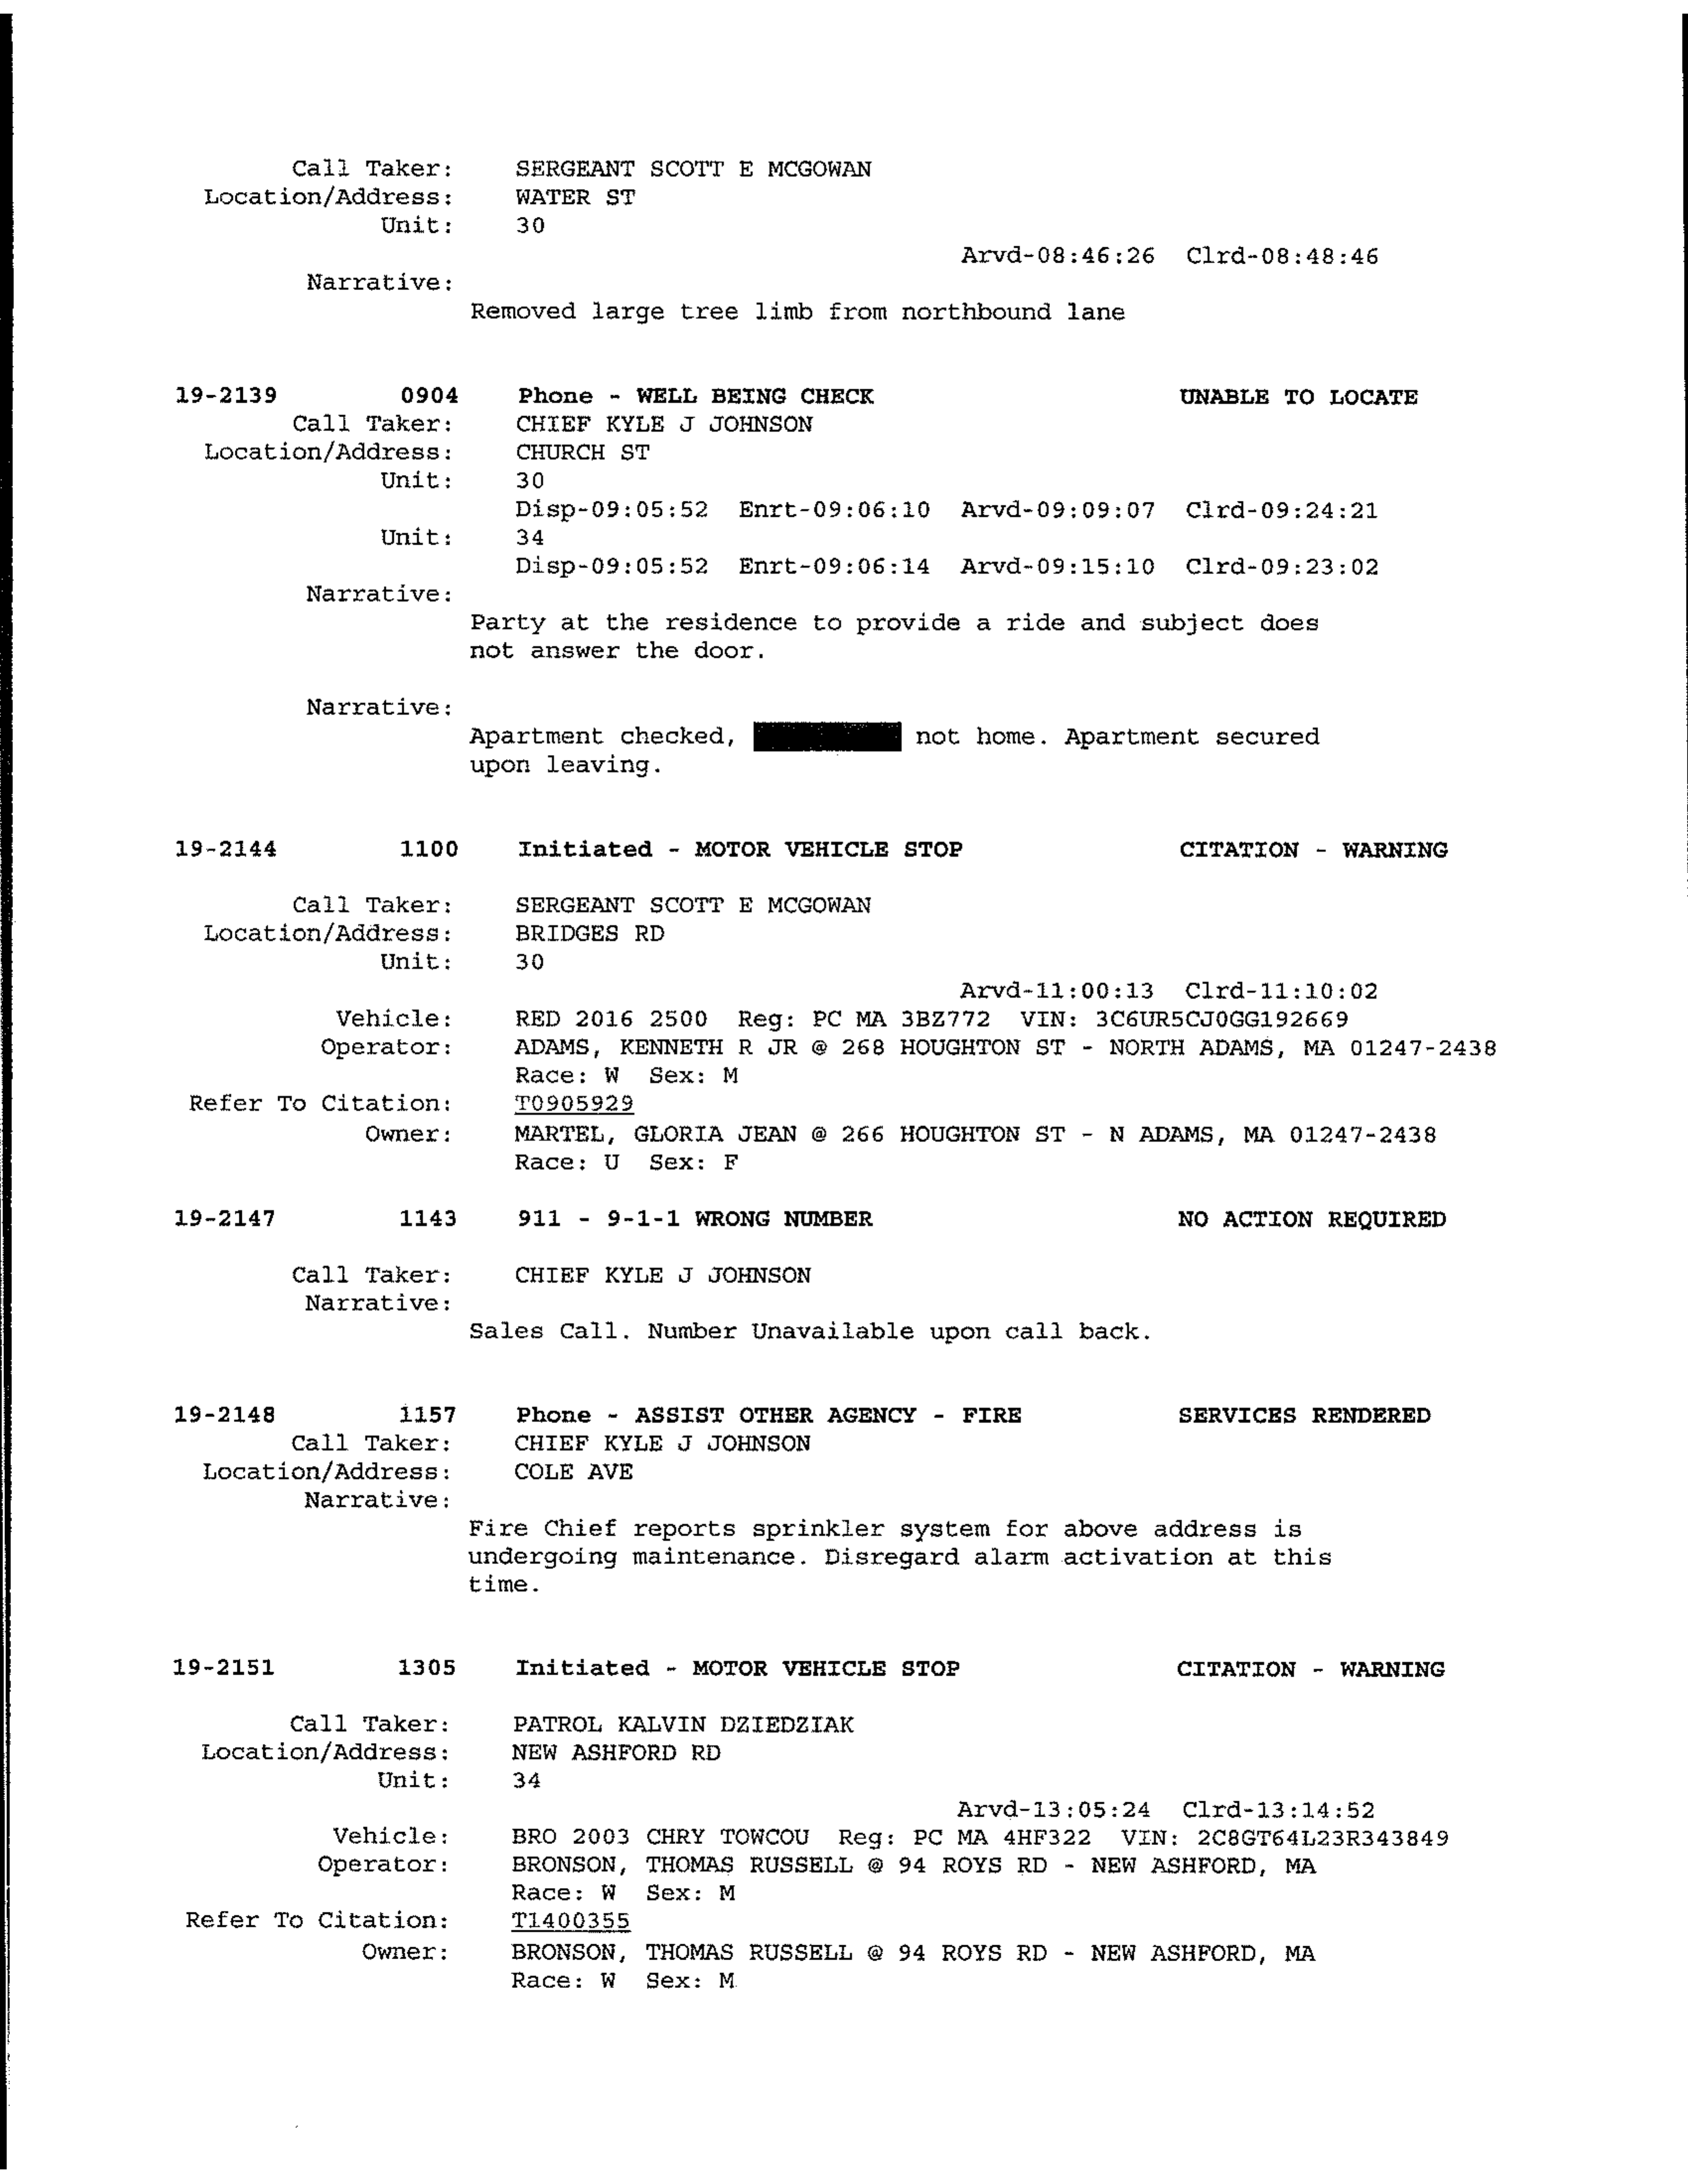 Call Taker: SERGEANT SCOTT E MCGOWAN
Location/Address: WATER ST
Unit: 30
Arvd-08:46:26 Clrd-08:48:46
Narrative:
Removed large tree limb from northbound lane
19-2139 0904 Phone - WELL BEING CHECK UNABLE TO LOCATE
Call Taker: CHIEF KYLE J JOHNSON
Location/Address: CHURCH ST
Unit: 30
Disp-09:05:52 Enrt-09:06:10 Arvd-09:09:07 Clrd-09:24:21
Unit: 34
Disp-09:05:52 Enrt-09:06:14 Arvd-09:15:10 Clrd-09:23:02
Narrative:
Party at the residence to provide a ride and subject does
not answer the door.
Narrative:
Apartment checked, not home. Apartment secured
upon leaving.
19-2144 1100 Initiated - MOTOR VEHICLE STOP CITATION - WARNING
Call Taker: SERGEANT SCOTT E MCGOWAN
Location/Address: BRIDGES RD
Unit: 30
Arvd-11:00:13 Clrd-11:10:02
Vehicle: RED 2016 2500 Reg: PC MA 3BZ772 VIN: 3C6UR5CJ0GG192669
Operator: ADAMS, KENNETH R JR @ 268 HOUGHTON ST - NORTH ADAMS, MA 01247-2438
Race: W Sex: M
Refer To Citation: T0905929
Owner: MARTEL, GLORIA JEAN @ 266 HOUGHTON ST - N ADAMS, MA 01247-2438
Race: U Sex: F
19-2147 1143 911 - 9-1-1 WRONG NUMBER NO ACTION REQUIRED
Call Taker: CHIEF KYLE J JOHNSON
Narrative:
Sales Call. Number Unavailable upon call back.
19-2148 1157 Phone - ASSIST OTHER AGENCY - FIRE SERVICES RENDERED
Call Taker: CHIEF KYLE J JOHNSON
Location/Address: COLE AVE
Narrative:
Fire Chief reports sprinkler system for above address is
undergoing maintenance. Disregard alarm activation at this
time.
19-2151 1305 Initiated - MOTOR VEHICLE STOP CITATION - WARNING
Call Taker: PATROL KALVIN DZIEDZIAK
Location/Address: NEW ASHFORD RD
Unit: 34
Arvd-13:05:24 Clrd-13:14:52
Vehicle: BRO 2003 CHRY TOWCOU Reg: PC MA 4HF322 VIN: 2C8GT64L23R343849
Operator: BRONSON, THOMAS RUSSELL @ 94 ROYS RD - NEW ASHFORD, MA
Race: W Sex: M
Refer To Citation: T1400355
Owner: BRONSON, THOMAS RUSSELL @ 94 ROYS RD - NEW ASHFORD, MA
Race: W Sex: M